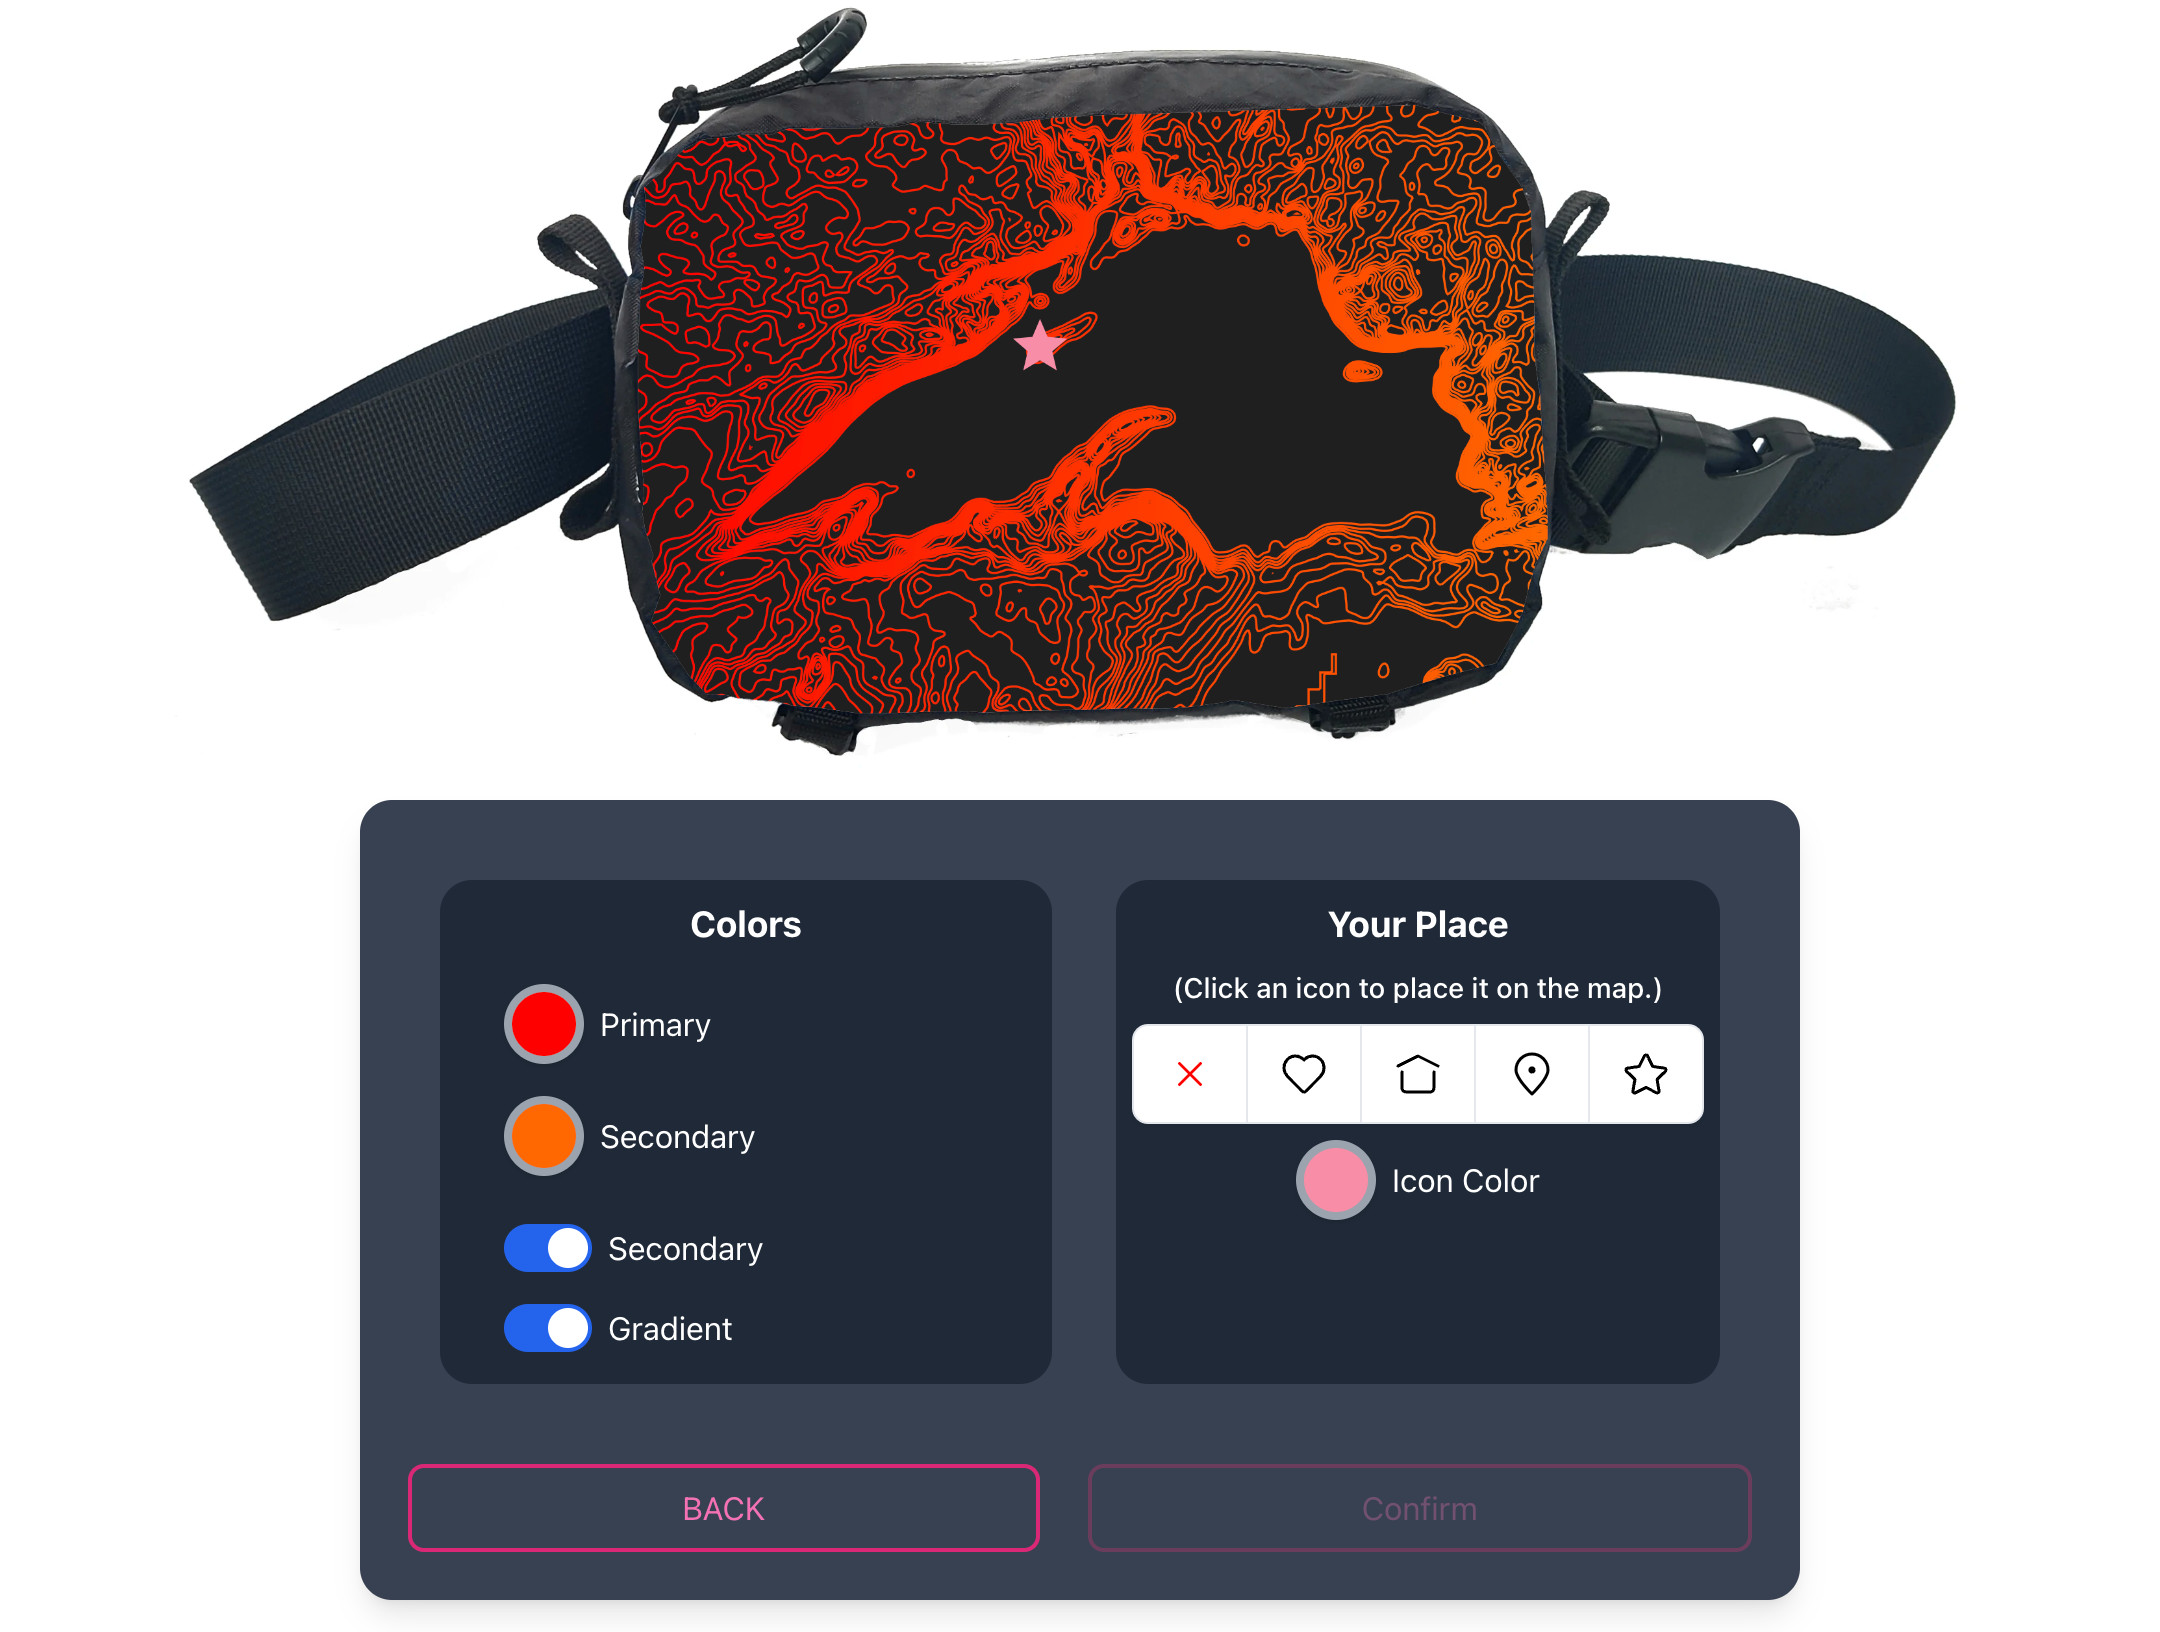 Colors
Primary
Secondary
Secondary
Gradient
Your Place
(Click an icon to place it on the map.)
Icon Color
BACK
Confirm